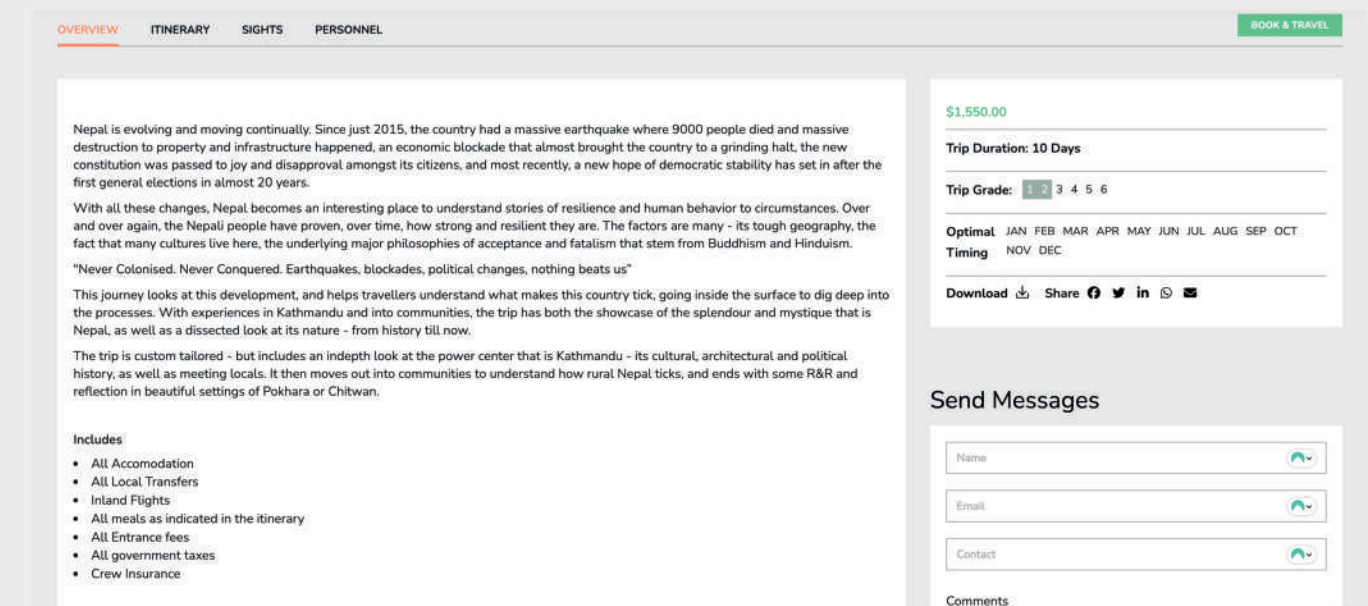 OVERVIEW ITINERARY SIGHTS PERSONNEL
BOOK & TRAVEL
Nepal is evolving and moving continually. Since just 2015, the country had a massive earthquake where 9000 people died and massive
destruction to property and infrastructure happened, an economic blockade that almost brought the country to a grinding halt, the new
constitution was passed to joy and disapproval amongst its citizens, and most recently, a new hope of democratic stability has set in after the
first general elections in almost 20 years.
With all these changes, Nepal becomes an interesting place to understand stories of resilience and human behavior to circumstances. Over
and over again, the Nepali people have proven, over time, how strong and resilient they are. The factors are many - its tough geography, the
fact that many cultures live here, the underlying major philosophies of acceptance and fatalism that stem from Buddhism and Hinduism.
"Never Colonised. Never Conquered. Earthquakes, blockades, political changes, nothing beats us"
This journey looks at this development, and helps travellers understand what makes this country tick, going inside the surface to dig deep into
the processes. With experiences in Kathmandu and into communities, the trip has both the showcase of the splendour and mystique that is
Nepal, as well as a dissected look at its nature - from history till now.
The trip is custom tailored - but includes an indepth look at the power center that is Kathmandu - its cultural, architectural and political
history, as well as meeting locals. It then moves out into communities to understand how rural Nepal ticks, and ends with some R&R and
reflection in beautiful settings of Pokhara or Chitwan.
Includes
• All Accomodation
• All Local Transfers
• Inland Flights
• All meals as indicated in the itinerary
• All Entrance fees
• All government taxes
• Crew Insurance
$1,550.00
Trip Duration: 10 Days
Trip Grade: 1 2 3 4 5 6
Optimal JAN FEB MAR APR MAY JUN JUL AUG SEP OCT
Timing NOV DEC
Download Share
Send Messages
Name
Email
Contact
Comments